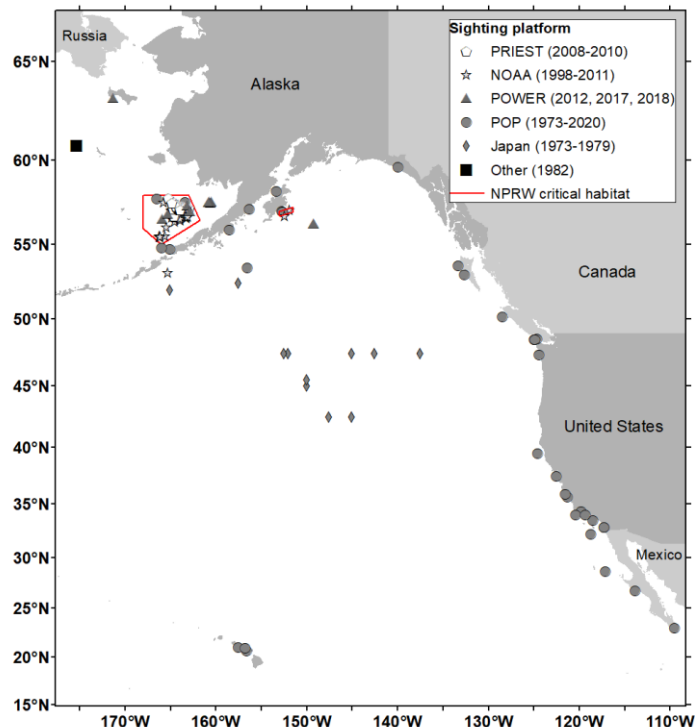 Russia
Alaska
Canada
United States
Mexico
Sighting platform
PRIEST (2008-2010)
NOAA (1998-2011)
POWER (2012, 2017, 2018)
POP (1973-2020)
Japan (1973-1979)
Other (1982)
NPRW critical habitat
65°N
60°N
55°N
50°N
45°N
40°N
35°N
30°N
25°N
20°N
15°N
170°W 160°W 150°W 140°W 130°W 120°W 110°W